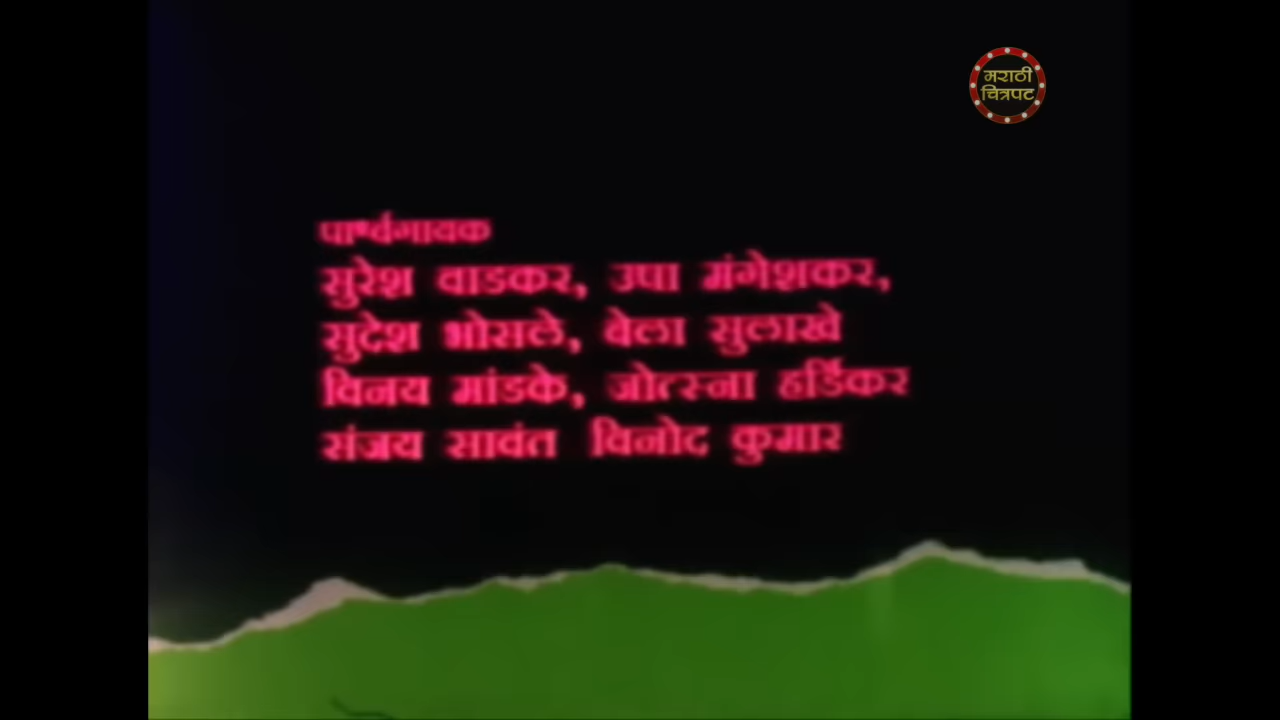 मराठी
चित्रपट
पार्श्वगायक
सुरेश वाडकर, उषा मंगेशकर,
सुदेश भोसले, वेला सुलाखे
विनय मांडके, जोत्स्ना हर्डिकर
संजय सावंत विनोद कुमार